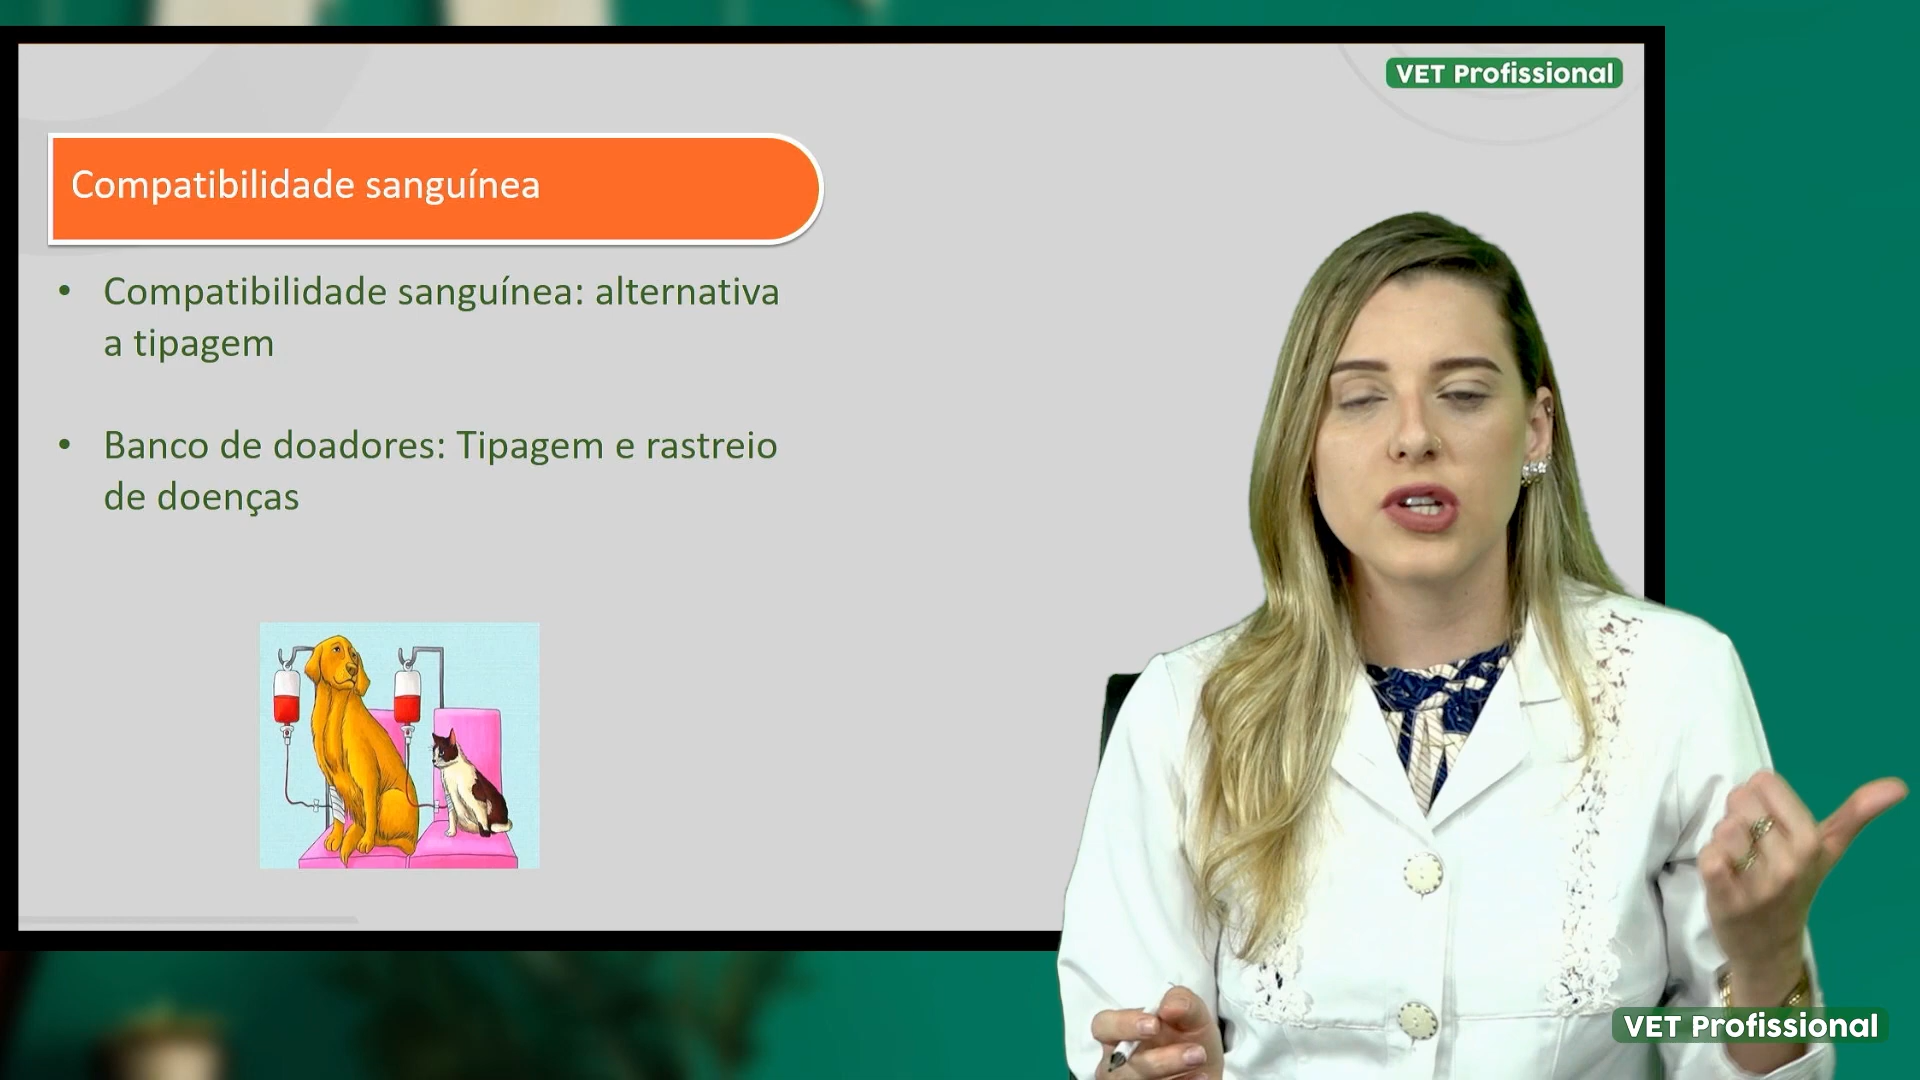 VET Profissional
Compatibilidade sanguínea
• Compatibilidade sanguínea: alternativa
a tipagem
• Banco de doadores: Tipagem e rastreio
de doenças
VET Profissional